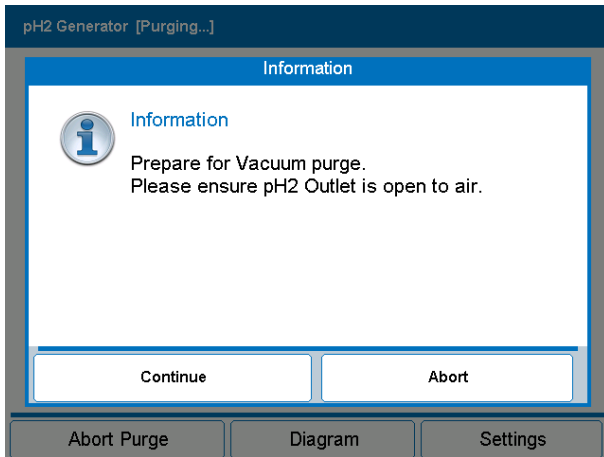 pH2 Generator [Purging...]
Information
Information
Prepare for Vacuum purge.
Please ensure pH2 Outlet is open to air.
Continue
Abort
Abort Purge
Diagram
Settings